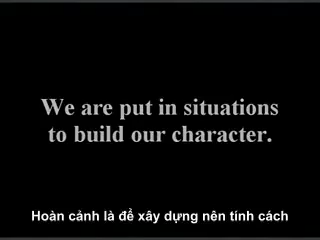 We are put in situations
to build our character.
Hoàn cảnh là để xây dựng nên tính cách